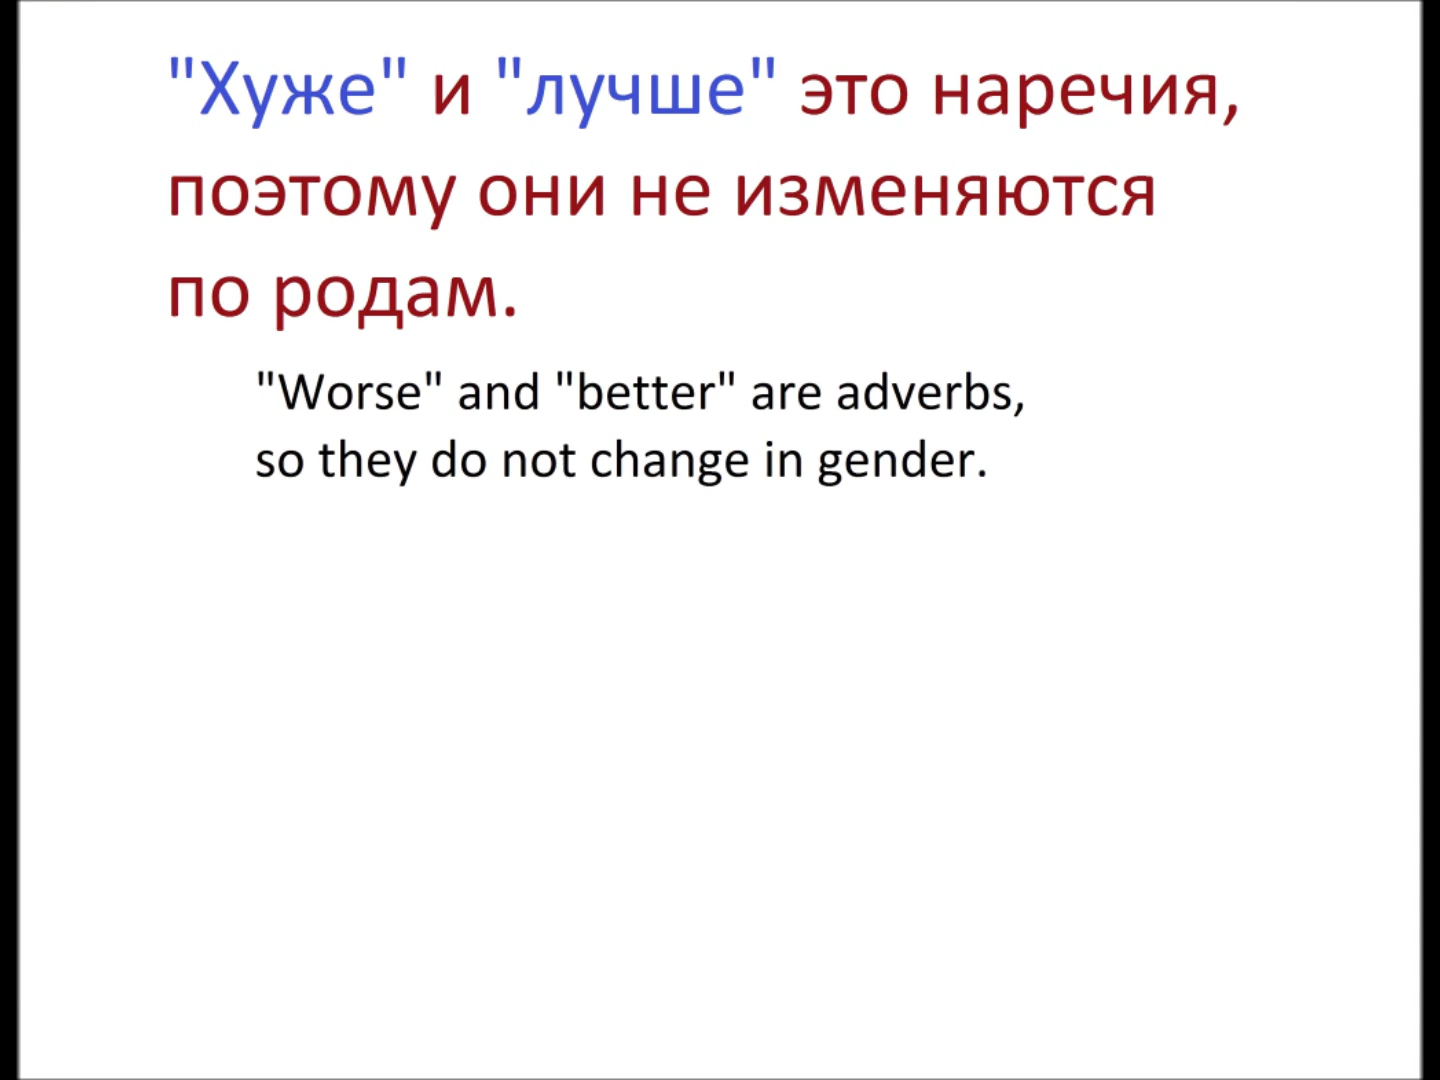 "Хуже" и "лучше" это наречия,
поэтому они не изменяются
по родам.
"Worse" and "better" are adverbs,
so they do not change in gender.